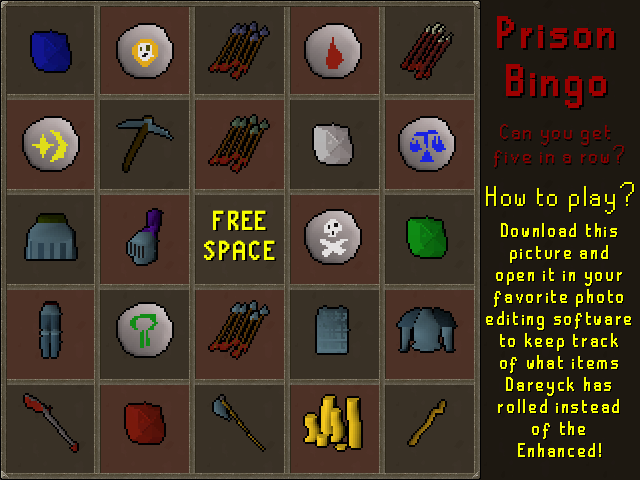 Prison
Bingo
Can you get
five in a row?
How to play?
Download this
picture and
open it in your
favorite photo
editing software
to keep track
of what items
Dareyck has
rolled instead
of the
Enhanced!
FREE
SPACE